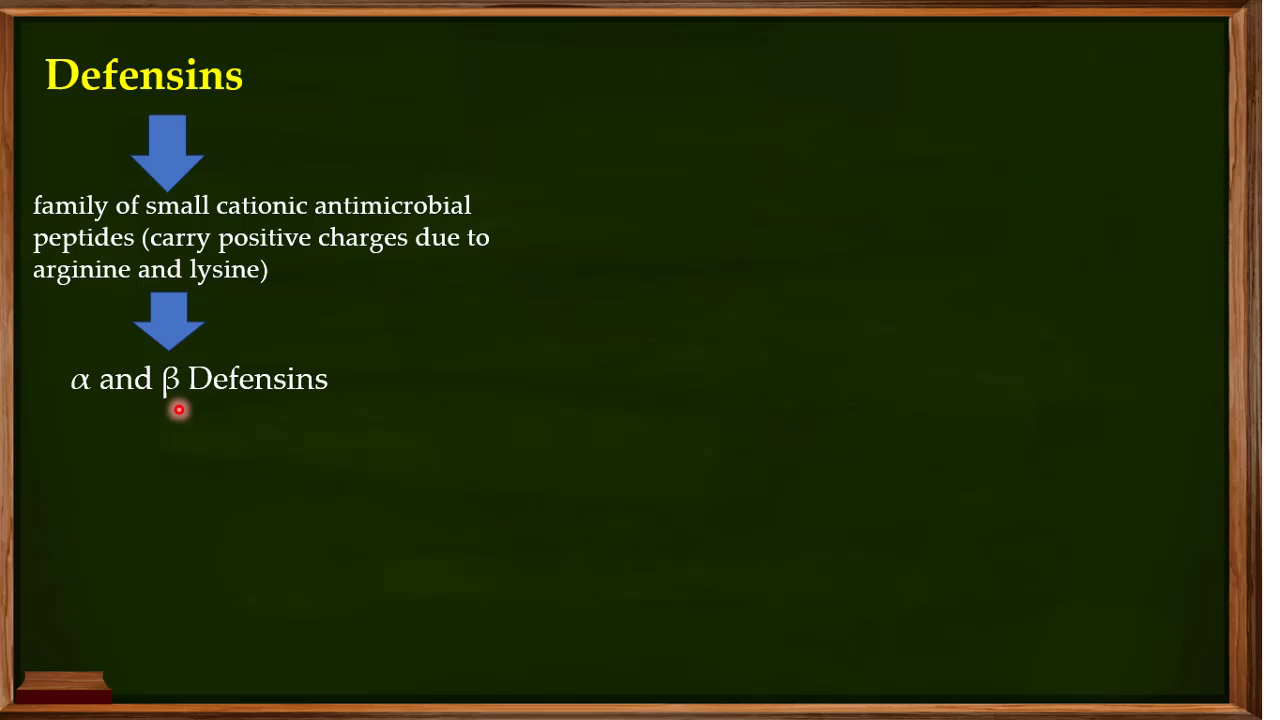 Defensins
family of small cationic antimicrobial
peptides (carry positive charges due to
arginine and lysine)
α and β Defensins